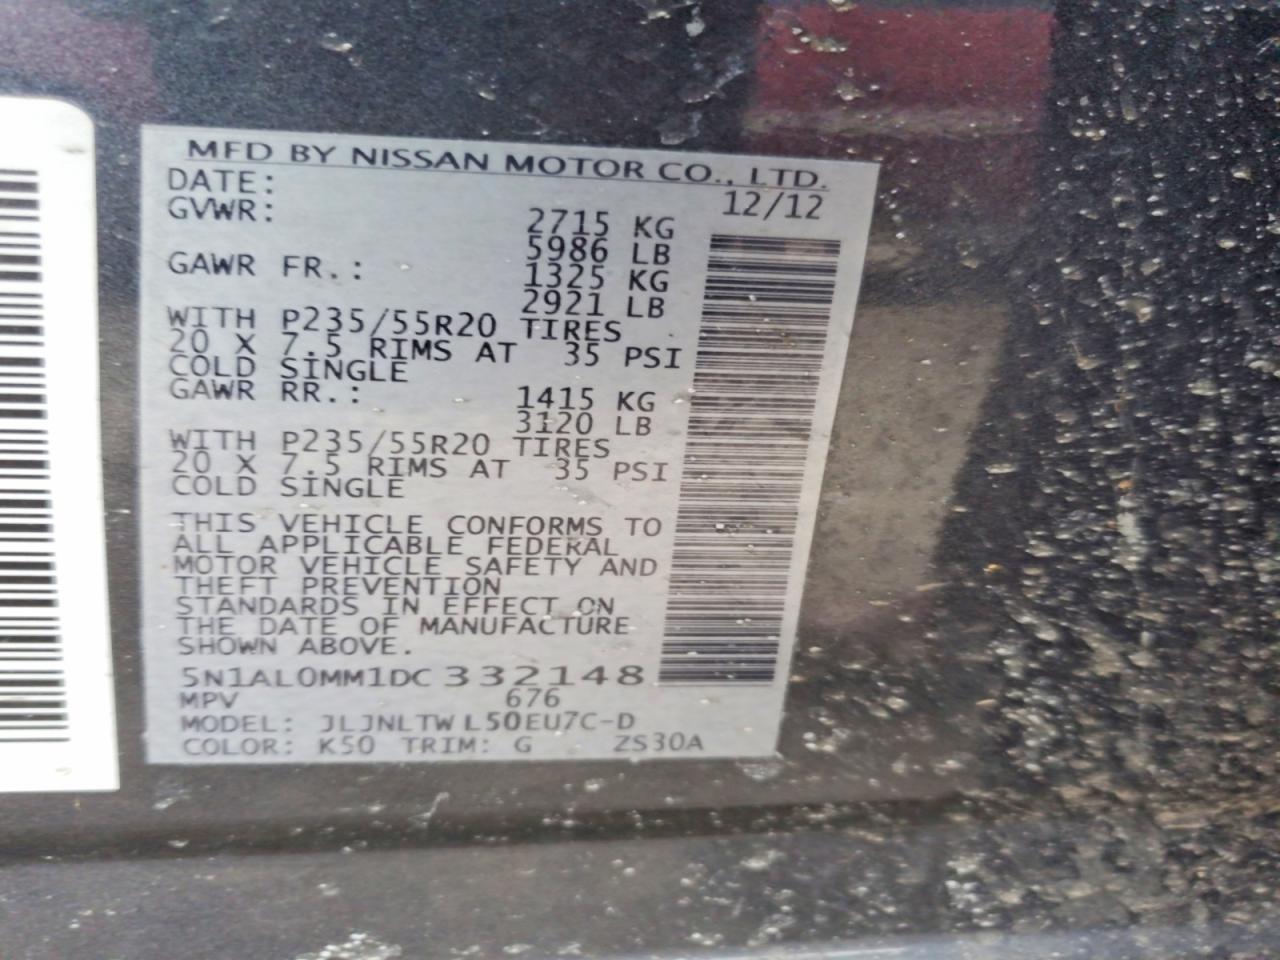 MFD BY NISSAN MOTOR CO., LTD.
DATE: 12/12
GVWR: 2715 KG
5986 LB
GAWR FR.: 1325 KG
2921 LB
WITH P235/55R20 TIRES
20 X 7.5 RIMS AT 35 PSI
COLD SINGLE
GAWR RR.: 1415 KG
3120 LB
WITH P235/55R20 TIRES
20 X 7.5 RIMS AT 35 PSI
COLD SINGLE
THIS VEHICLE CONFORMS TO
ALL APPLICABLE FEDERAL
MOTOR VEHICLE SAFETY AND
THEFT PREVENTION
STANDARDS IN EFFECT ON
THE DATE OF MANUFACTURE
SHOWN ABOVE.
5N1AL0MM1DC332148
MPV 676
MODEL: JLJNLTWL50EU7C-D
COLOR: K50 TRIM: G ZS30A